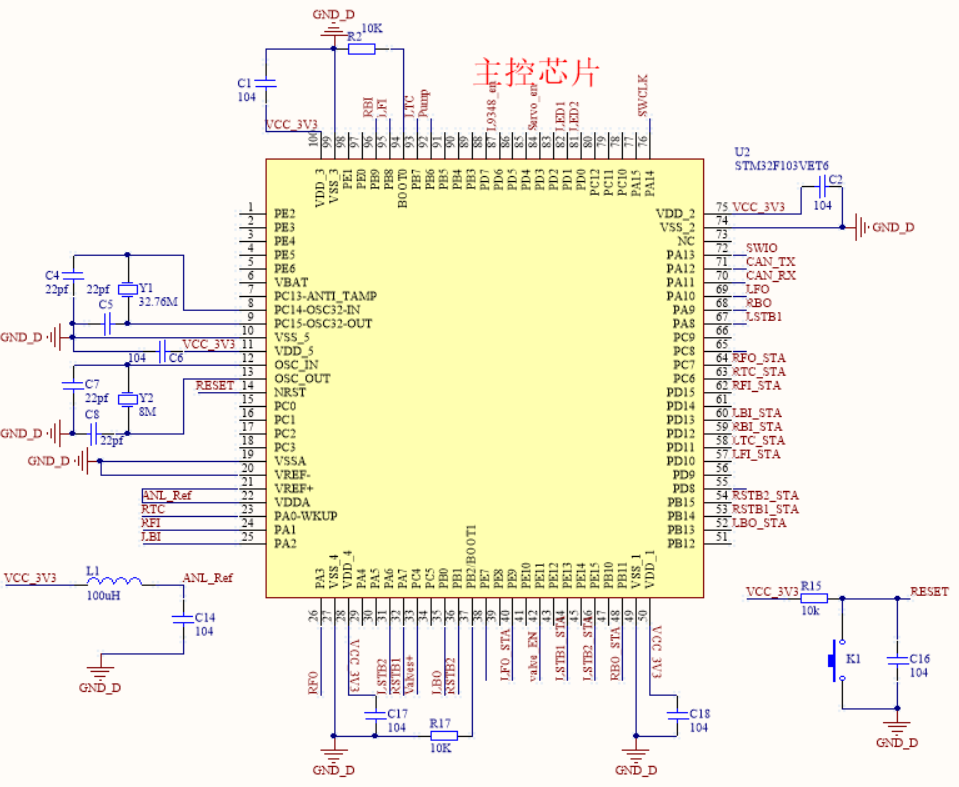 GND_D
R2 10K
C1
104
VCC_3V3
主控芯片
RBI
LFI
LTC
Pump
L9348_en
Servo_en
LED1
LED2
SWCLK
100 99 98 97 96 95 94 93 92 91 90 89 88 87 86 85 84 83 82 81 80 79 78 77 76
VDD_3 VSS_3 PE1 PE0 PB9 PB8 BOOT0 PB7 PB6 PB5 PB4 PB3 PD7 PD6 PD5 PD4 PD3 PD2 PD1 PD0 PC12 PC11 PC10 PA15 PA14
U2
STM32F103VET6
C2
104
GND_D
1 PE2
2 PE3
3 PE4
4 PE5
5 PE6
6 VBAT
7 PC13-ANTI_TAMP
8 PC14-OSC32-IN
9 PC15-OSC32-OUT
10 VSS_5
VCC_3V3 11 VDD_5
12 OSC_IN
13 OSC_OUT
RESET 14 NRST
15 PC0
16 PC1
17 PC2
18 PC3
19 VSSA
20 VREF-
21 VREF+
ANL_Ref 22 VDDA
RTC 23 PA0-WKUP
RFI 24 PA1
LBI 25 PA2
C4
22pf
22pf
Y1
32.76M
C5
GND_D
104
C6
C7
22pf
Y2
8M
C8
22pf
GND_D
GND_D
VDD_2 75 VCC_3V3
VSS_2 74
NC 73
PA13 72 SWIO
PA12 71 CAN_TX
PA11 70 CAN_RX
PA10 69 LFO
PA9 68 RBO
PA8 67 LSTB1
PC9 66
PC8 65
PC7 64 RFO_STA
PC6 63 RTC_STA
PD15 62 RFI_STA
PD14 61
PD13 60 LBI_STA
PD12 59 RBI_STA
PD11 58 LTC_STA
PD10 57 LFI_STA
PD9 56
PD8 55
PB15 54 RSTB2_STA
PB14 53 RSTB1_STA
PB13 52 LBO_STA
PB12 51
PA3 VSS_4 VDD_4 PA4 PA5 PA6 PA7 PC4 PC5 PB0 PB1 PB2/BOOT1 PE7 PE8 PE9 PE10 PE11 PE12 PE13 PE14 PE15 PB10 PB11 VSS_1 VDD_1
26 27 28 29 30 31 32 33 34 35 36 37 38 39 40 41 42 43 44 45 46 47 48 49 50
RFO
VCC_3V3
LSTB2
RSTB1
Valves+
LBO
RSTB2
LFO_STA
valve_EN
LSTB1_STA
LSTB2_STA
RBO_STA
VCC_3V3
VCC_3V3
L1
100uH
ANL_Ref
C14
104
GND_D
C17
104
R17
10K
GND_D
C18
104
GND_D
VCC_3V3
R15
10k
RESET
K1
C16
104
GND_D